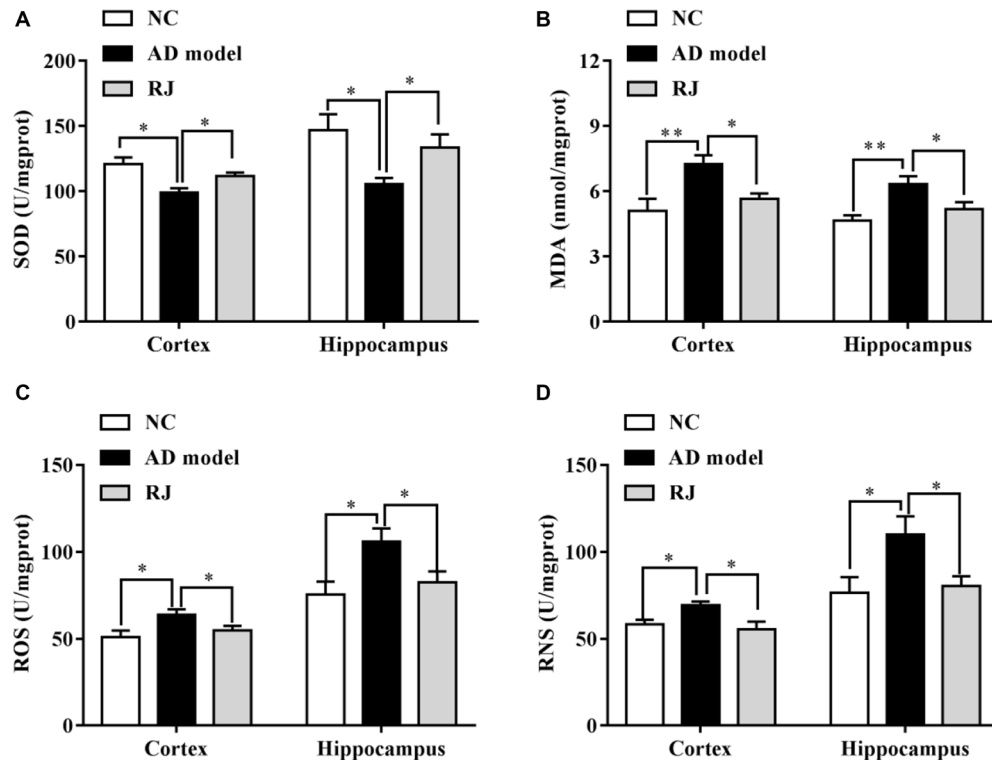 A
NC
AD model
RJ
SOD (U/mgprot)
200
150
100
50
0
* * * *
Cortex Hippocampus
B
NC
AD model
RJ
MDA (nmol/mgprot)
12
9
6
3
0
** * ** *
Cortex Hippocampus
C
NC
AD model
RJ
ROS (U/mgprot)
150
100
50
0
* * * *
Cortex Hippocampus
D
NC
AD model
RJ
RNS (U/mgprot)
150
100
50
0
* * * *
Cortex Hippocampus